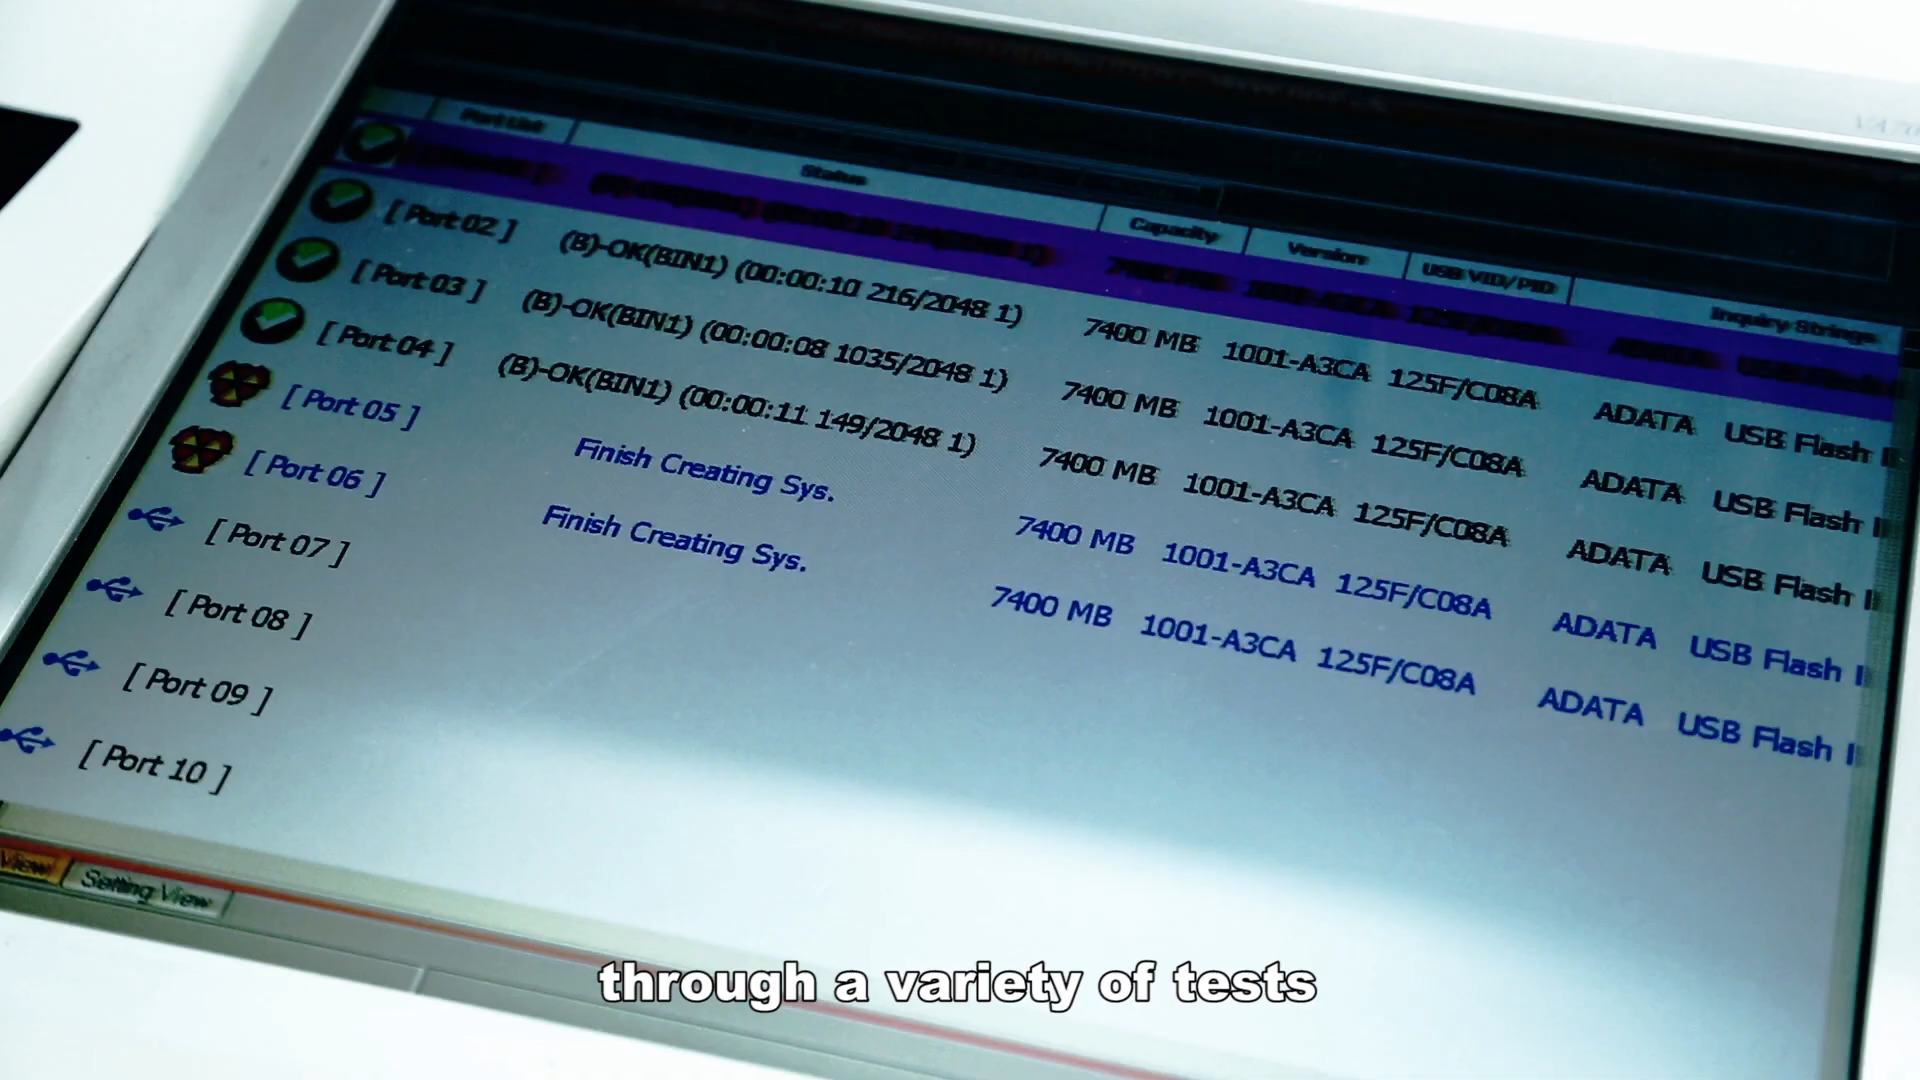 Port List Status Capacity Version USB VID/PID Inquiry Strings
[ Port 02 ] (B)-OK(BIN1) (00:00:10 216/2048 1) 7400 MB 1001-A3CA 125F/C08A ADATA USB Flash
[ Port 03 ] (B)-OK(BIN1) (00:00:08 1035/2048 1) 7400 MB 1001-A3CA 125F/C08A ADATA USB Flash
[ Port 04 ] (B)-OK(BIN1) (00:00:11 149/2048 1) 7400 MB 1001-A3CA 125F/C08A ADATA USB Flash
[ Port 05 ] Finish Creating Sys. 7400 MB 1001-A3CA 125F/C08A ADATA USB Flash
[ Port 06 ] Finish Creating Sys. 7400 MB 1001-A3CA 125F/C08A ADATA USB Flash
[ Port 07 ]
[ Port 08 ]
[ Port 09 ]
[ Port 10 ]
View Setting View
through a variety of tests